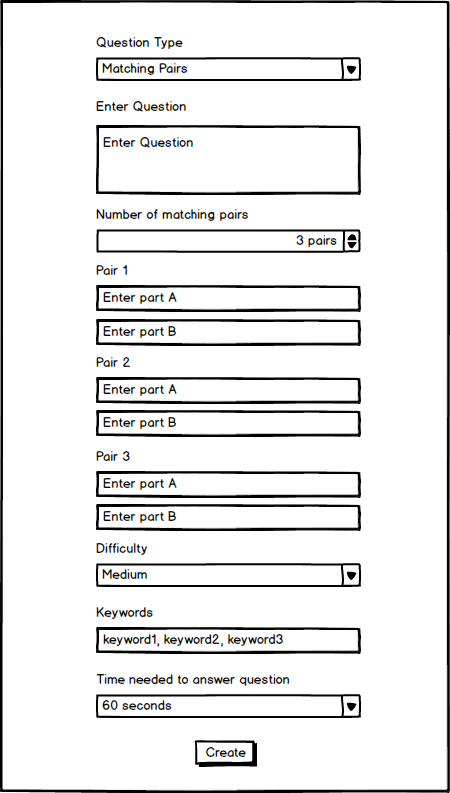 Question Type
Matching Pairs
Enter Question
Enter Question
Number of matching pairs
3 pairs
Pair 1
Enter part A
Enter part B
Pair 2
Enter part A
Enter part B
Pair 3
Enter part A
Enter part B
Difficulty
Medium
Keywords
keyword1, keyword2, keyword3
Time needed to answer question
60 seconds
Create